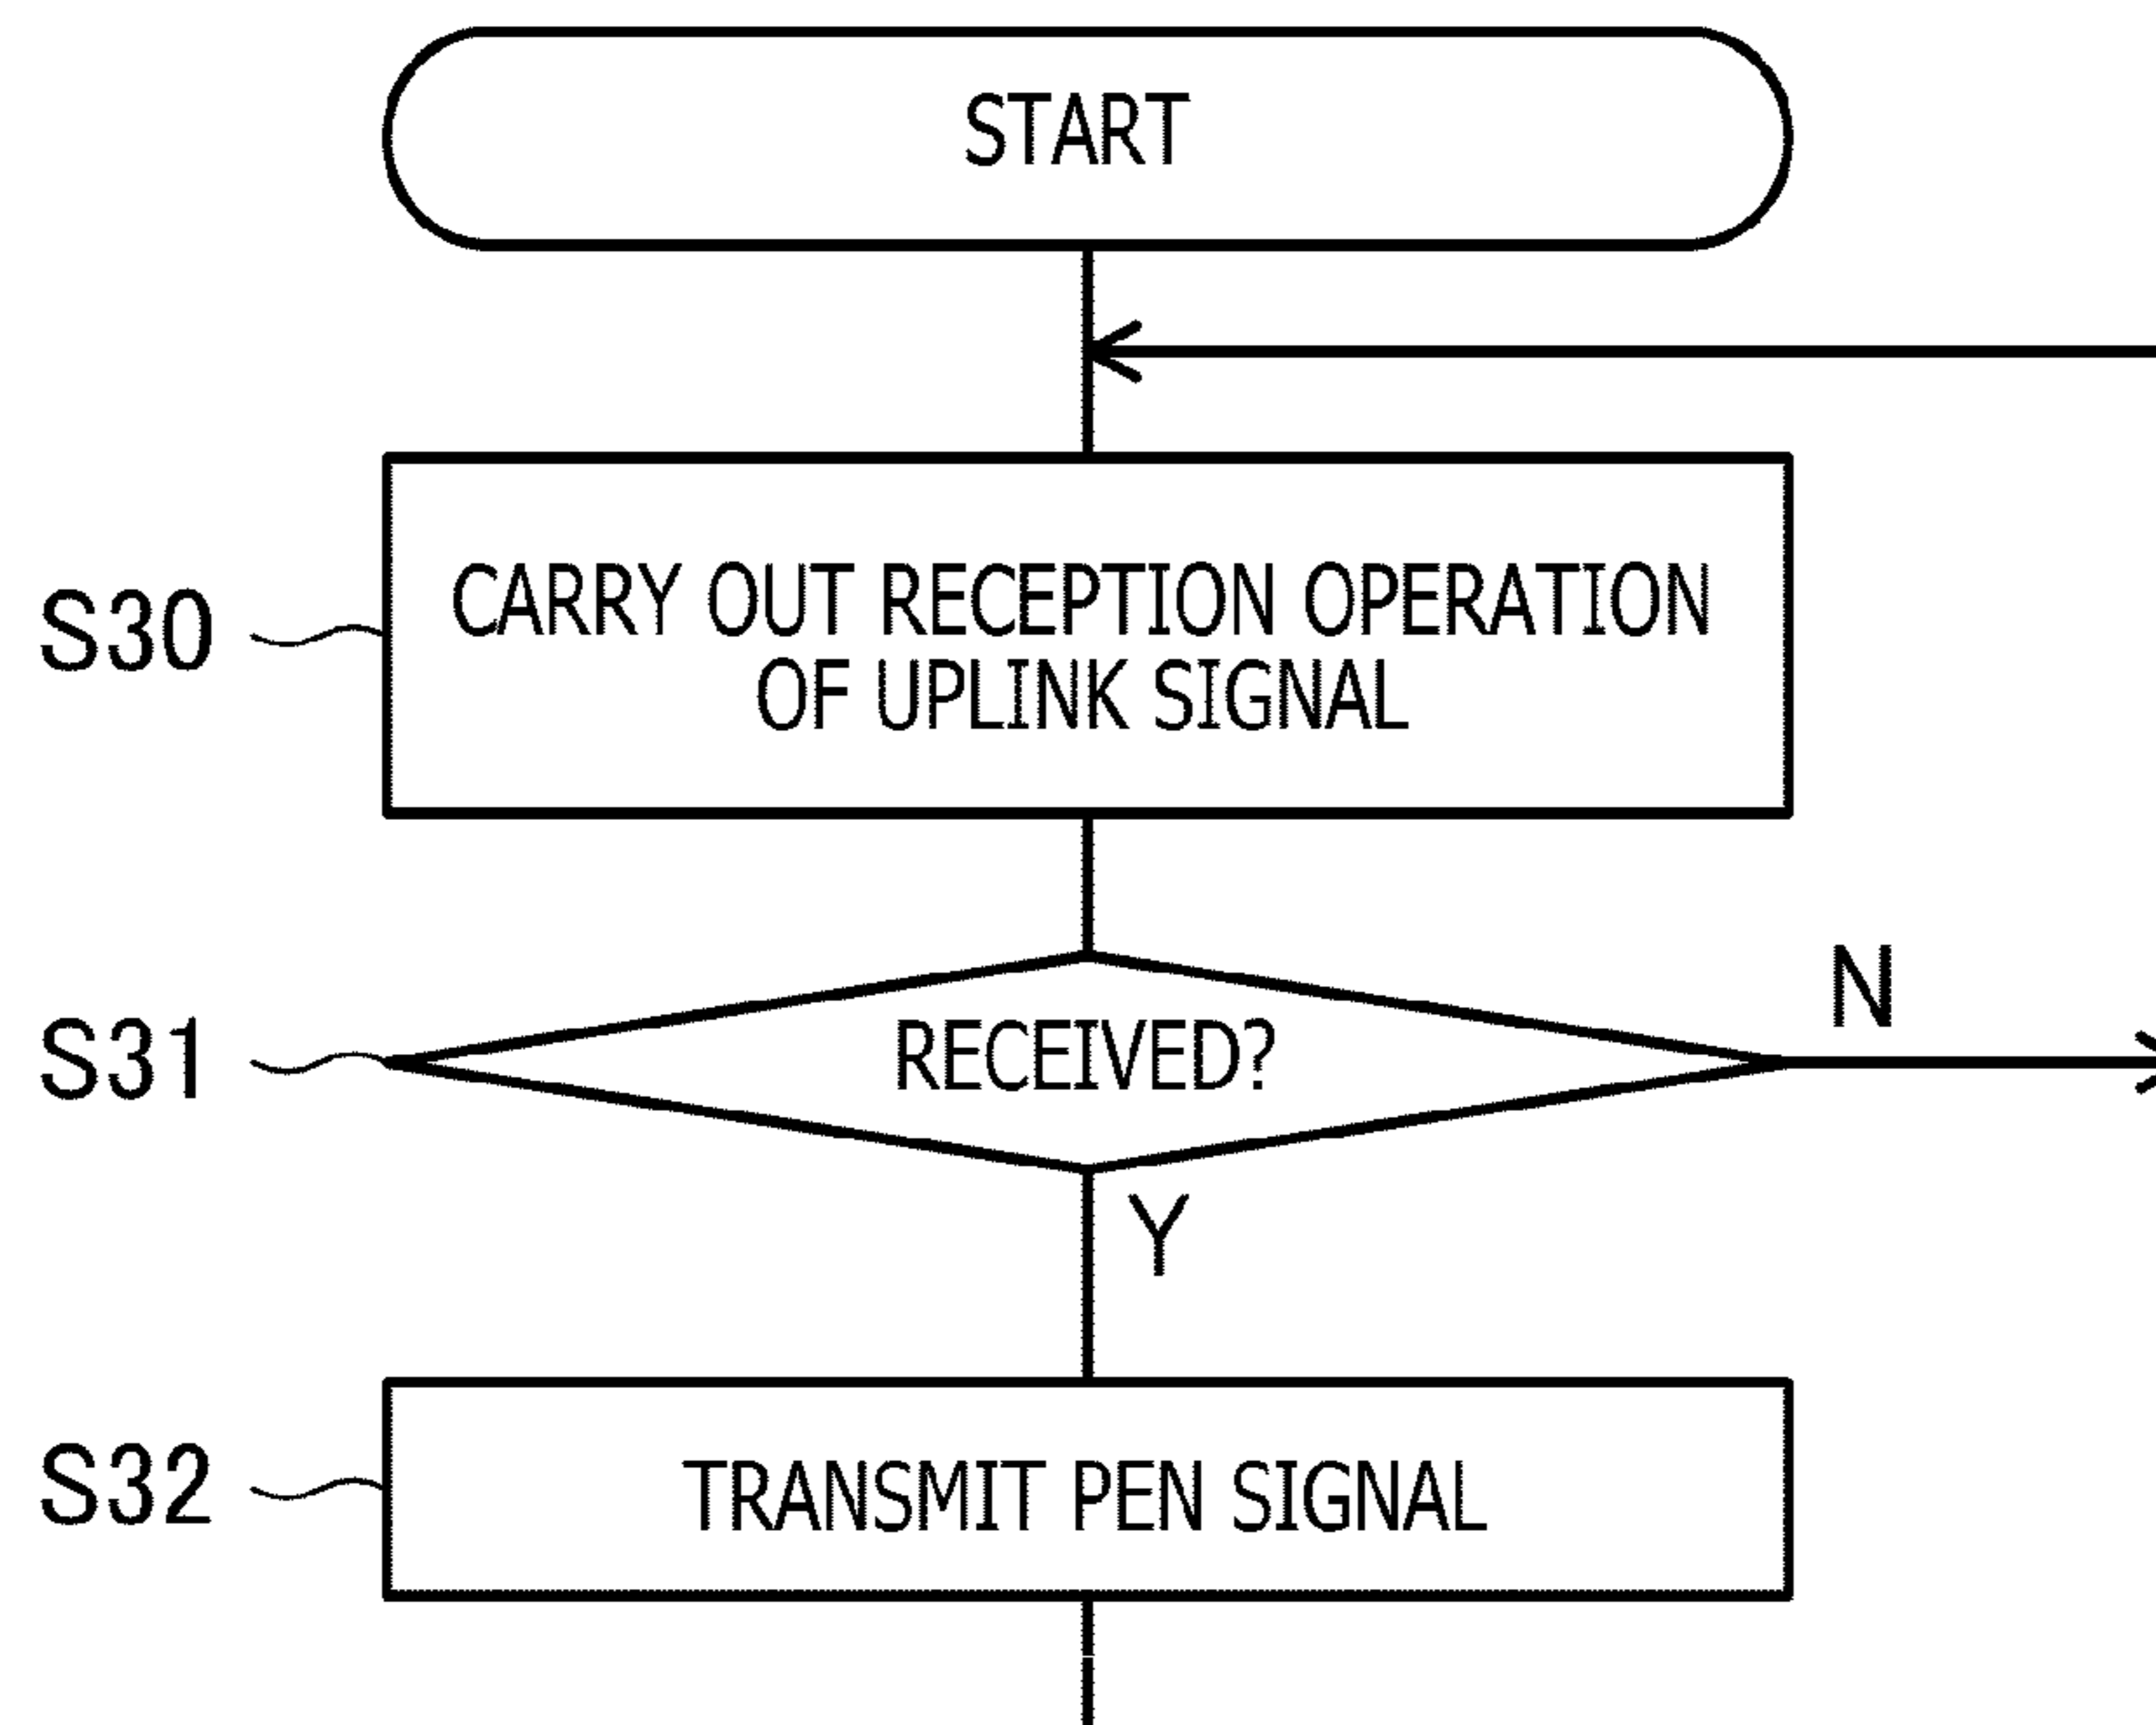 START
S30
CARRY OUT RECEPTION OPERATION
OF UPLINK SIGNAL
S31
RECEIVED?
N
Y
S32
TRANSMIT PEN SIGNAL